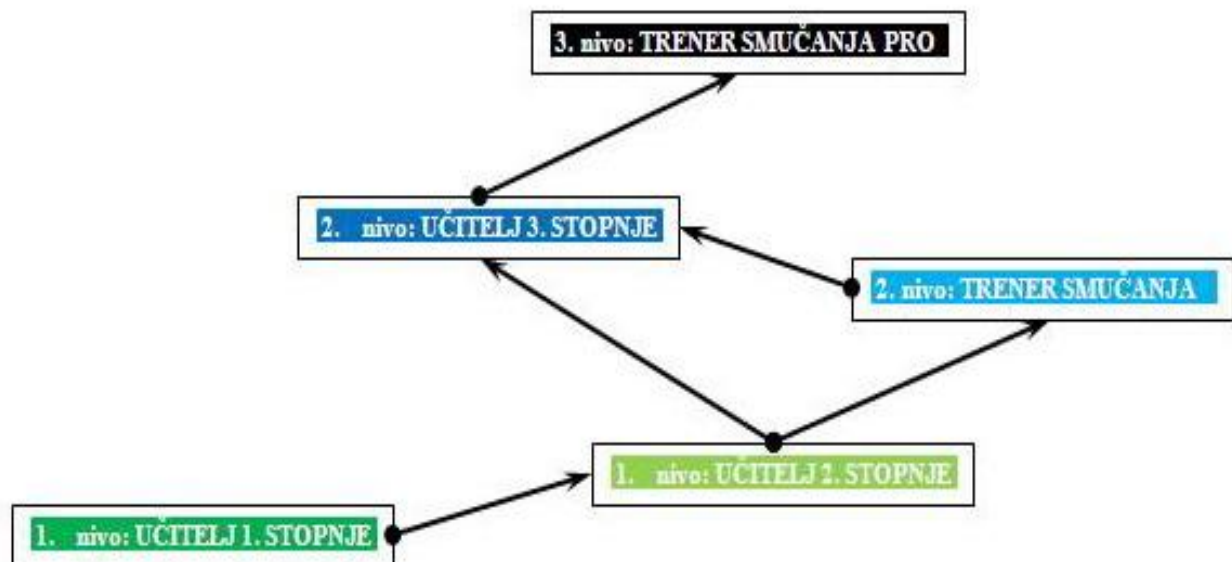 3. nivo: TRENER SMUČANJA PRO
2. nivo: UČITELJ 3. STOPNJE
2. nivo: TRENER SMUČANJA
1. nivo: UČITELJ 2. STOPNJE
1. nivo: UČITELJ 1. STOPNJE